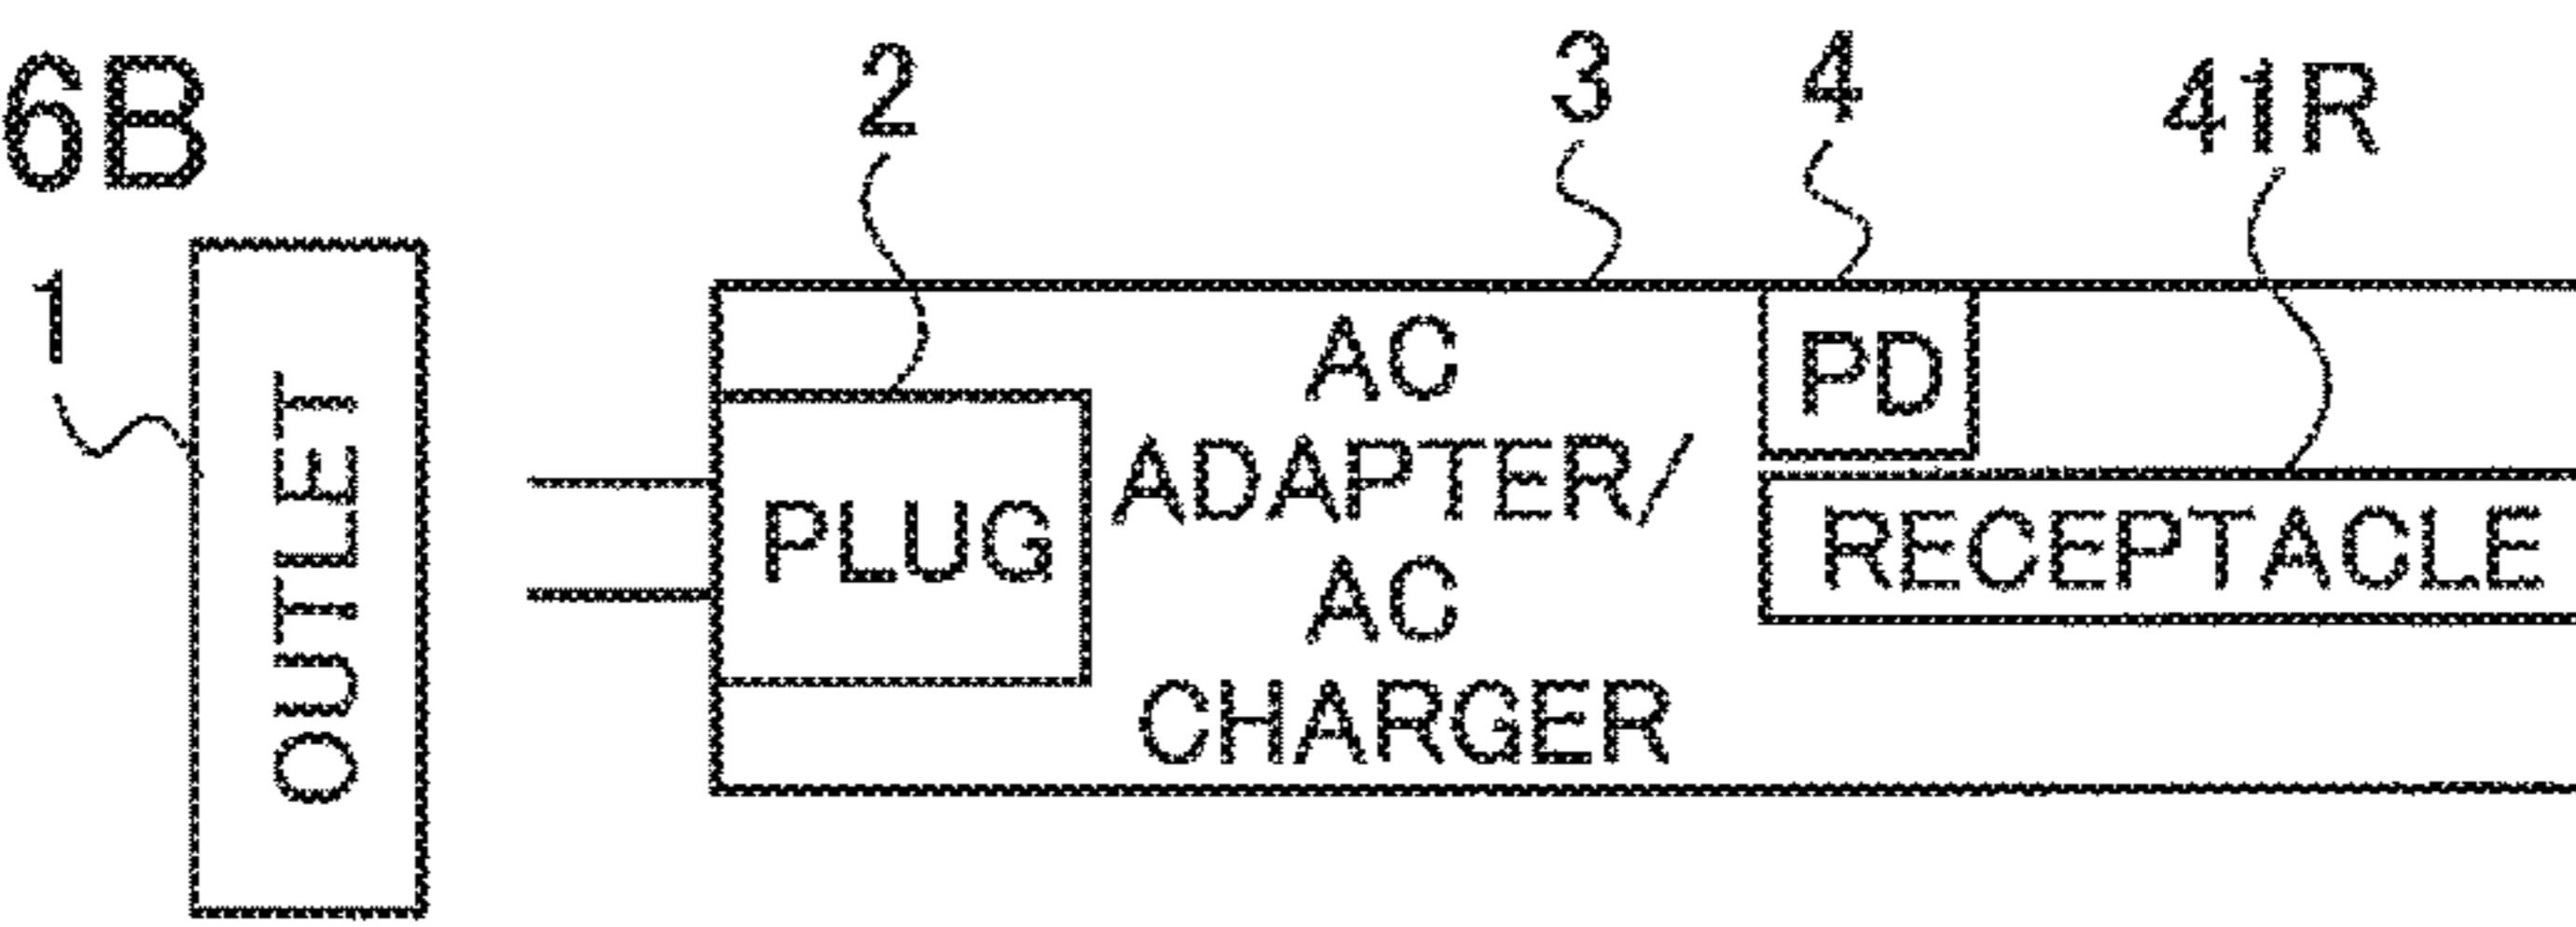 6B
1
2
3
4
41R
OUTLET
PLUG
AC
ADAPTER/
AC
CHARGER
PD
RECEPTACLE